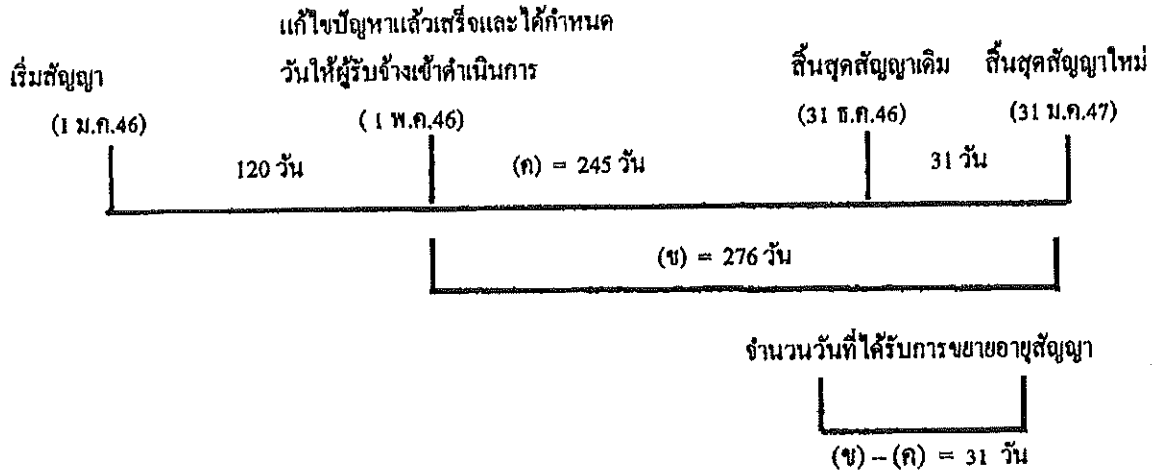 แก้ไขปัญหาแล้วเสร็จและได้กำหนด
เริ่มสัญญา วันให้ผู้รับจ้างเข้าดำเนินการ สิ้นสุดสัญญาเดิม สิ้นสุดสัญญาใหม่
(1 ม.ค.46) ( 1 พ.ค.46) (31 ธ.ค.46) (31 ม.ค.47)
120 วัน (ค) = 245 วัน 31 วัน
(ข) = 276 วัน
จำนวนวันที่ได้รับการขยายอายุสัญญา
(ข) – (ค) = 31 วัน